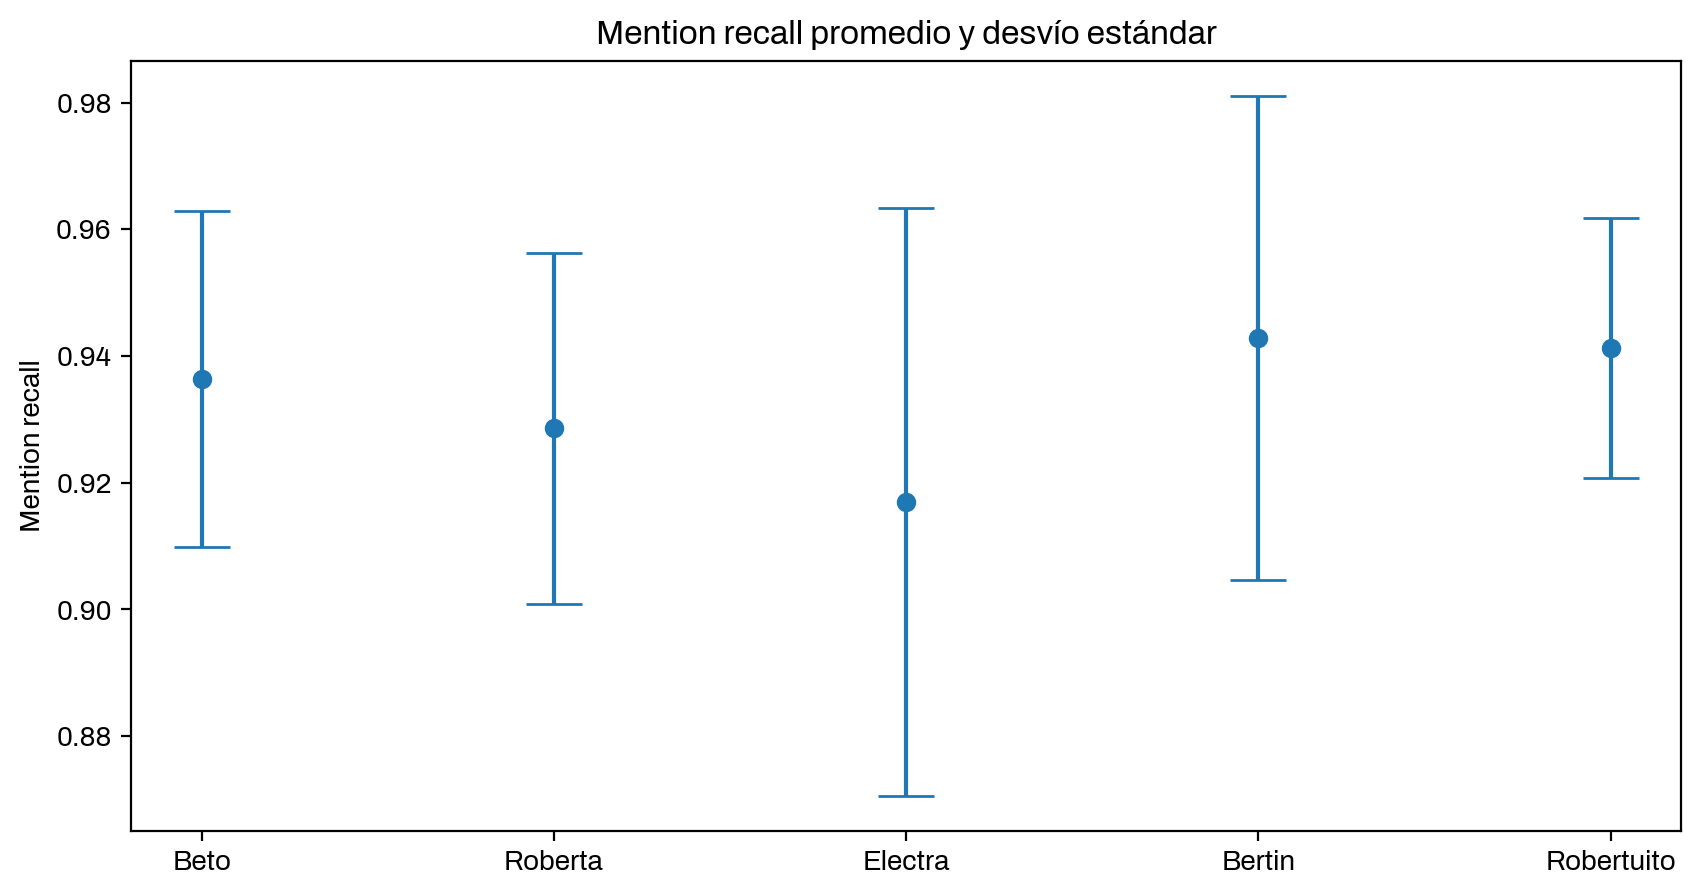 Mention recall promedio y desvío estándar
Mention recall
0.98
0.96
0.94
0.92
0.90
0.88
Beto Roberta Electra Bertin Robertuito